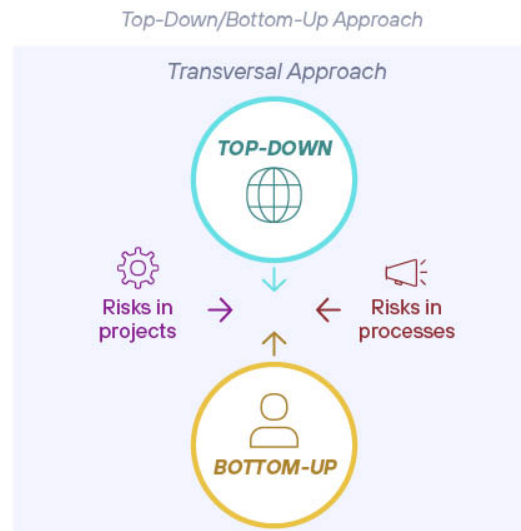 Top-Down/Bottom-Up Approach
Transversal Approach
TOP-DOWN
Risks in
projects
Risks in
processes
BOTTOM-UP